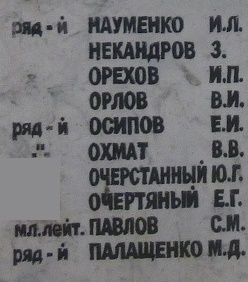 ряд-й НАУМЕНКО И.Л.
НЕКАНДРОВ З.
ОРЕХОВ И.П.
ОРЛОВ В.И.
ряд-й ОСИПОВ Е.И.
-"- ОХМАТ В.В.
ОЧЕРСТАННЫЙ Ю.Г.
ОЧЕРТЯНЫЙ Е.Г.
мл.лейт. ПАВЛОВ С.М.
ряд-й ПАЛАЩЕНКО М.Д.